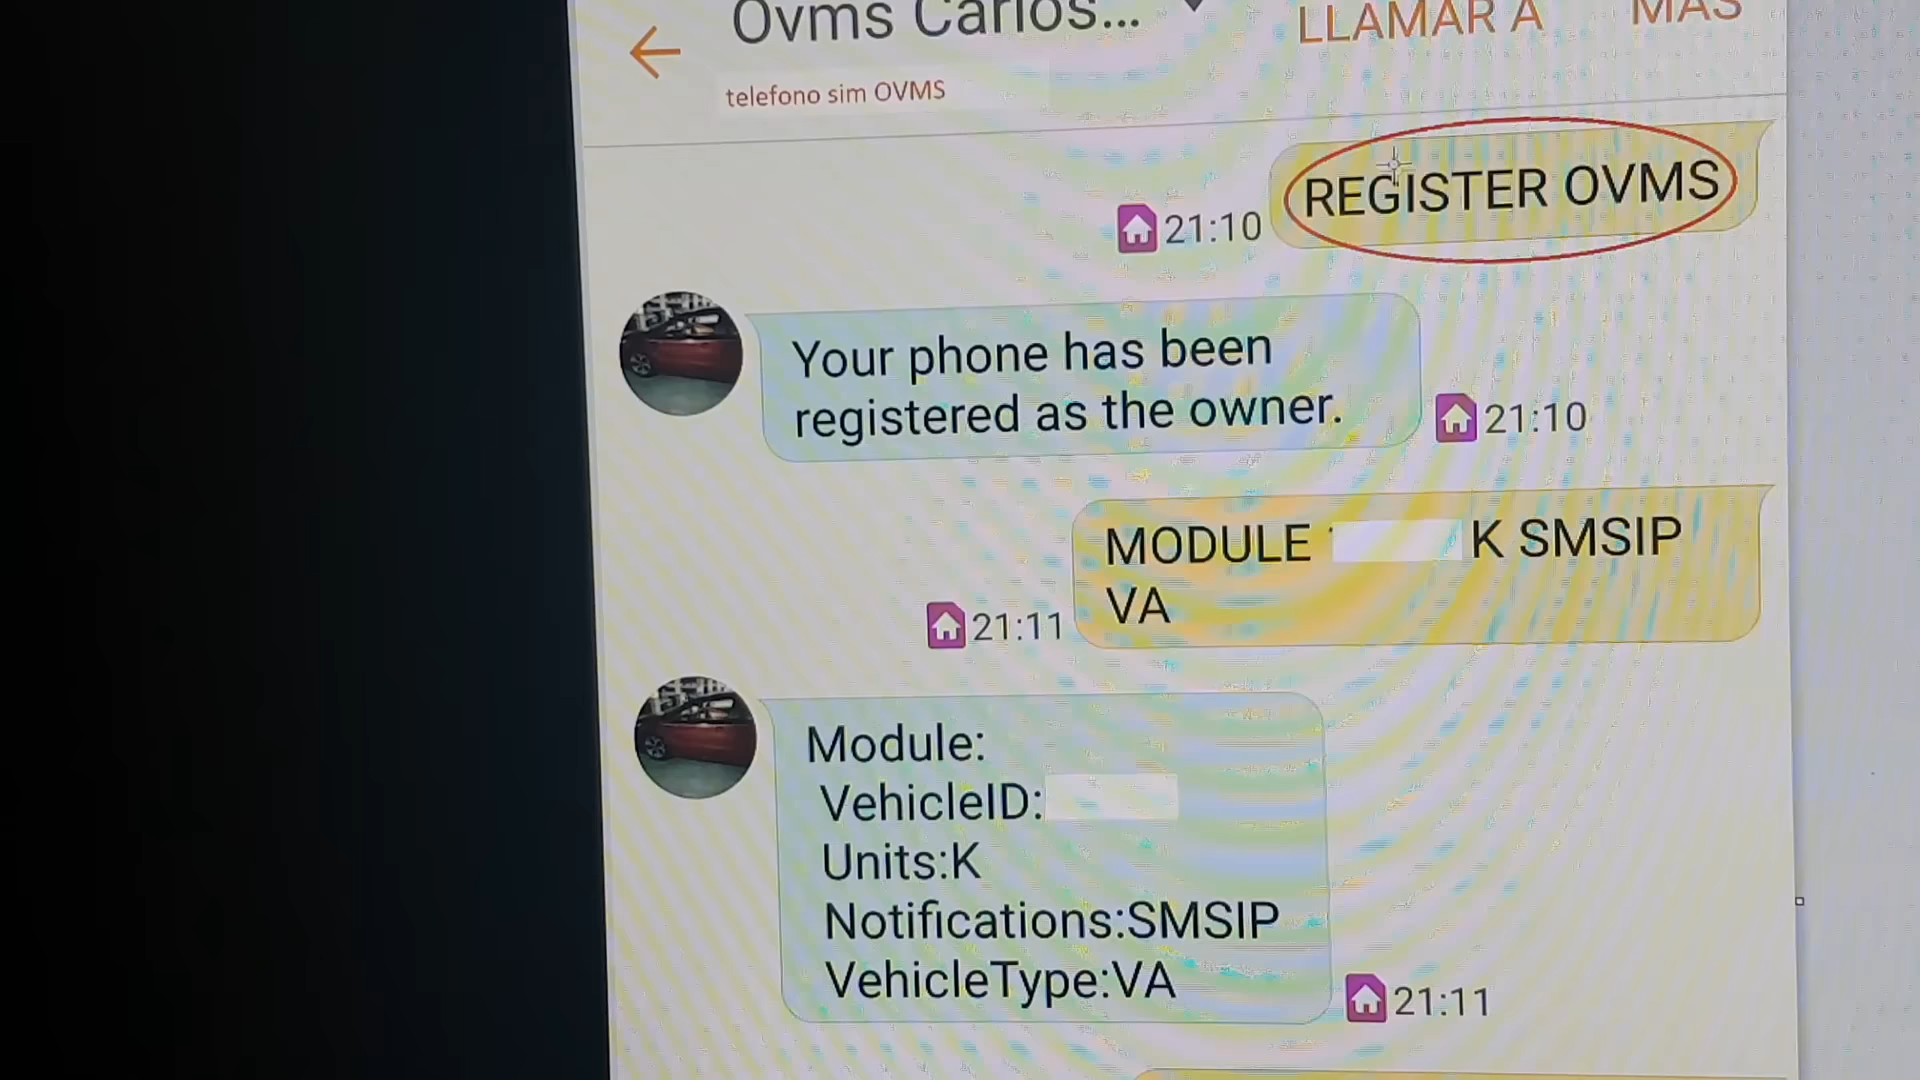 Ovms Carlos...
LLAMAR A
MÁS
telefono sim OVMS
REGISTER OVMS
21:10
Your phone has been
registered as the owner.
21:10
MODULE K SMSIP
VA
21:11
Module:
VehicleID:
Units:K
Notifications:SMSIP
VehicleType:VA
21:11